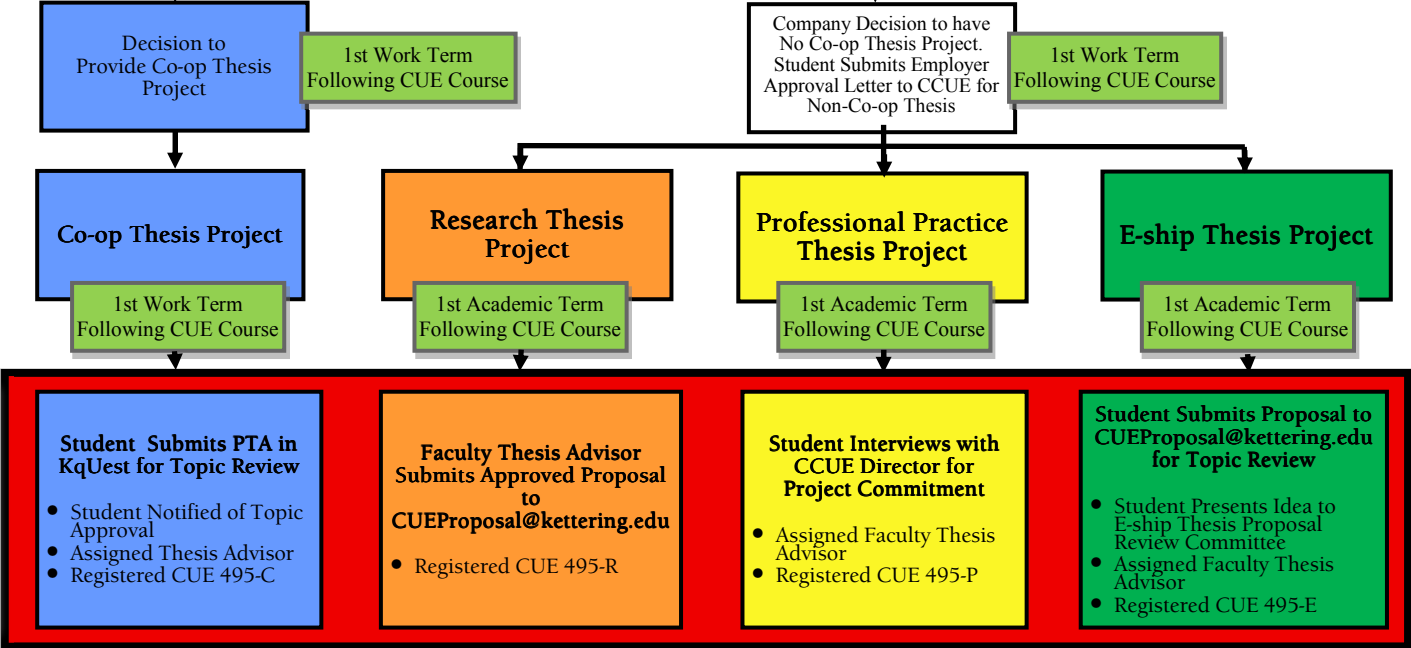 Decision to
Provide Co-op Thesis
Project
1st Work Term
Following CUE Course
Company Decision to have
No Co-op Thesis Project.
Student Submits Employer
Approval Letter to CCUE for
Non-Co-op Thesis
1st Work Term
Following CUE Course
Co-op Thesis Project
1st Work Term
Following CUE Course
Research Thesis
Project
1st Academic Term
Following CUE Course
Professional Practice
Thesis Project
1st Academic Term
Following CUE Course
E-ship Thesis Project
1st Academic Term
Following CUE Course
Student Submits PTA in
KqUest for Topic Review
• Student Notified of Topic
Approval
• Assigned Thesis Advisor
• Registered CUE 495-C
Faculty Thesis Advisor
Submits Approved Proposal
to
CUEProposal@kettering.edu
• Registered CUE 495-R
Student Interviews with
CCUE Director for
Project Commitment
• Assigned Faculty Thesis
Advisor
• Registered CUE 495-P
Student Submits Proposal to
CUEProposal@kettering.edu
for Topic Review
• Student Presents Idea to
E-ship Thesis Proposal
Review Committee
• Assigned Faculty Thesis
Advisor
• Registered CUE 495-E